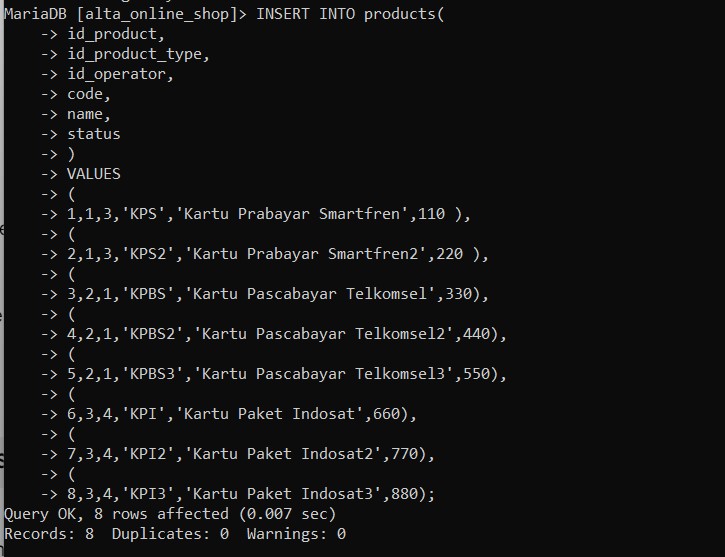 MariaDB [alta_online_shop]> INSERT INTO products(
    -> id_product,
    -> id_product_type,
    -> id_operator,
    -> code,
    -> name,
    -> status
    -> )
    -> VALUES
    -> (
    -> 1,1,3,'KPS','Kartu Prabayar Smartfren',110 ),
    -> (
    -> 2,1,3,'KPS2','Kartu Prabayar Smartfren2',220 ),
    -> (
    -> 3,2,1,'KPBS','Kartu Pascabayar Telkomsel',330),
    -> (
    -> 4,2,1,'KPBS2','Kartu Pascabayar Telkomsel2',440),
    -> (
    -> 5,2,1,'KPBS3','Kartu Pascabayar Telkomsel3',550),
    -> (
    -> 6,3,4,'KPI','Kartu Paket Indosat',660),
    -> (
    -> 7,3,4,'KPI2','Kartu Paket Indosat2',770),
    -> (
    -> 8,3,4,'KPI3','Kartu Paket Indosat3',880);
Query OK, 8 rows affected (0.007 sec)
Records: 8  Duplicates: 0  Warnings: 0